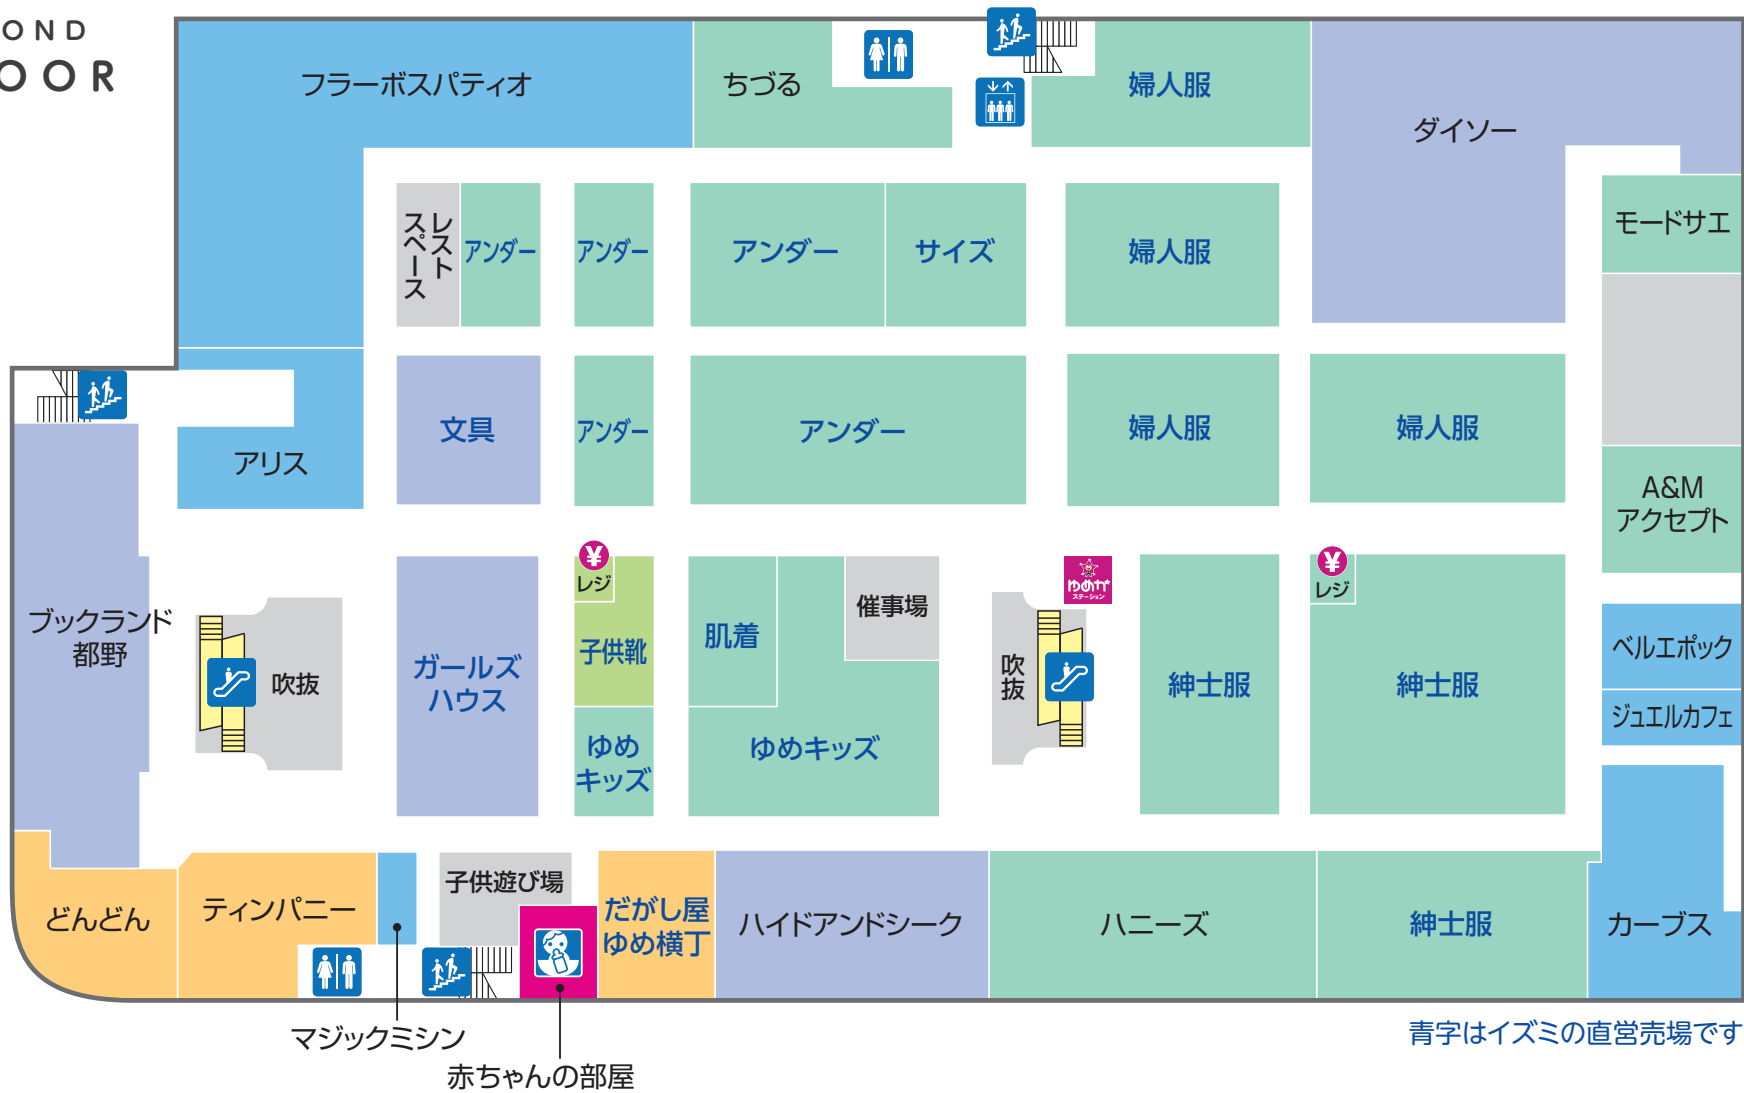 OND
OOR
フラーボスパティオ
ちづる
婦人服
ダイソー
レスト
スペース
アンダー
アンダー
アンダー
サイズ
婦人服
モードサエ
アリス
文具
アンダー
アンダー
婦人服
婦人服
A&M
アクセプト
ブックランド
都野
吹抜
ガールズ
ハウス
¥
レジ
子供靴
ゆめ
キッズ
肌着
催事場
ゆめキッズ
吹抜
ゆめか
ステーション
紳士服
¥
レジ
紳士服
ベルエポック
ジュエルカフェ
どんどん
ティンパニー
子供遊び場
だがし屋
ゆめ横丁
ハイドアンドシーク
ハニーズ
紳士服
カーブス
マジックミシン
赤ちゃんの部屋
青字はイズミの直営売場です